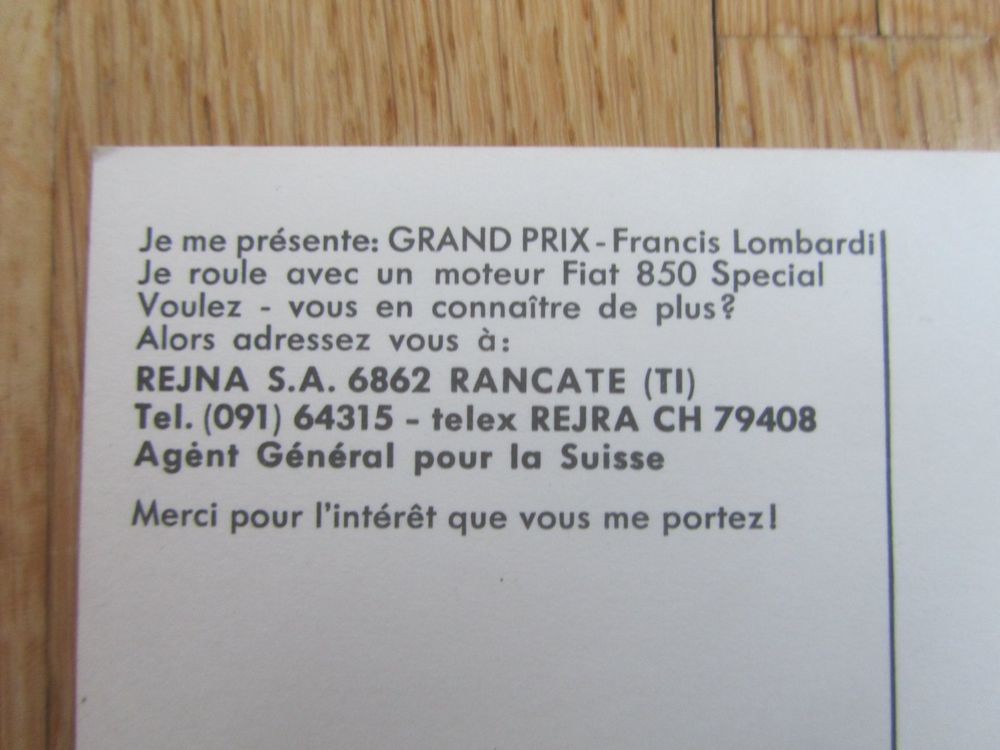 Je me présente: GRAND PRIX - Francis Lombardi
Je roule avec un moteur Fiat 850 Special
Voulez - vous en connaître de plus?
Alors adressez vous à:
REJNA S.A. 6862 RANCATE (TI)
Tel. (091) 64315 - telex REJRA CH 79408
Agènt Général pour la Suisse
Merci pour l'intérêt que vous me portez!